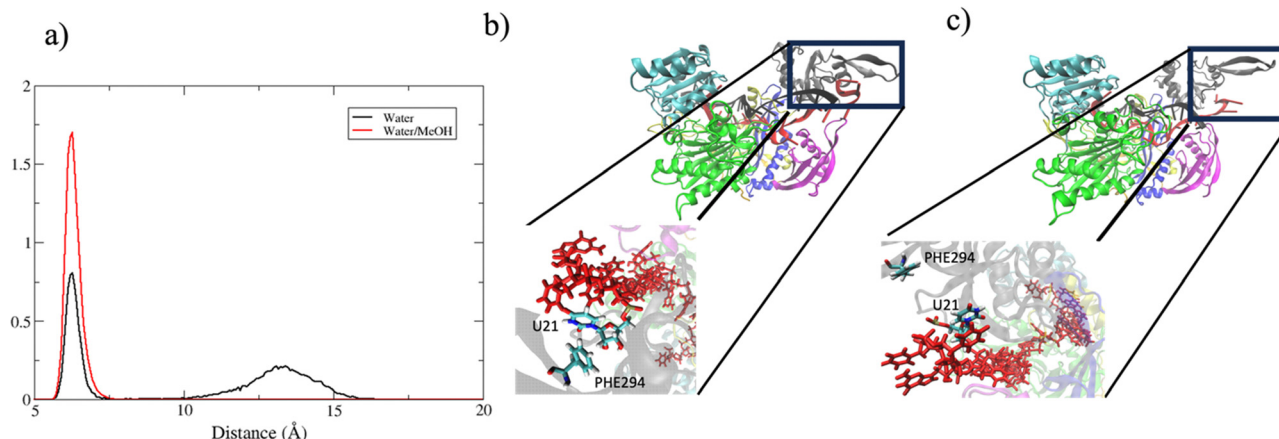 a)
2
1.5
1
0.5
0
5
10
15
20
Distance (Å)
Water
Water/MeOH
b)
U21
PHE294
c)
PHE294
U21